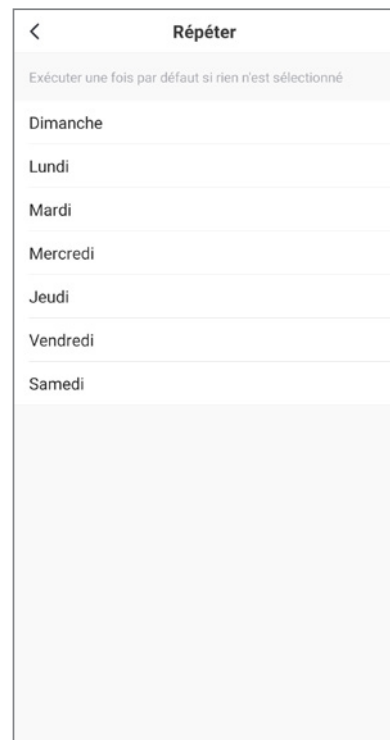 Répéter
Exécuter une fois par défaut si rien n'est sélectionné
Dimanche
Lundi
Mardi
Mercredi
Jeudi
Vendredi
Samedi